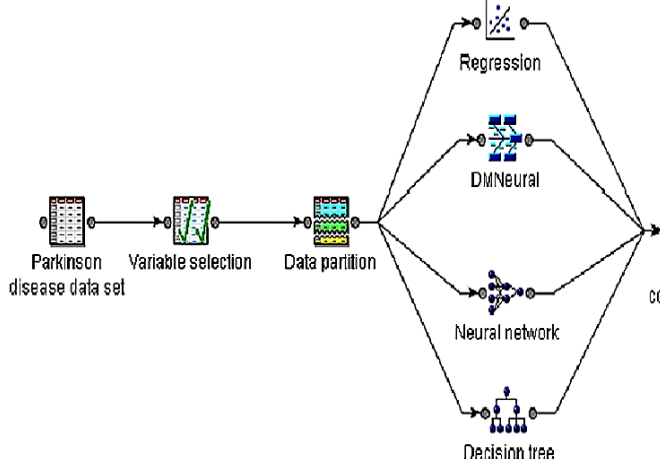 Regression
DMNeural
Parkinson
disease data set
Variable selection
Data partition
Neural network
Decision tree